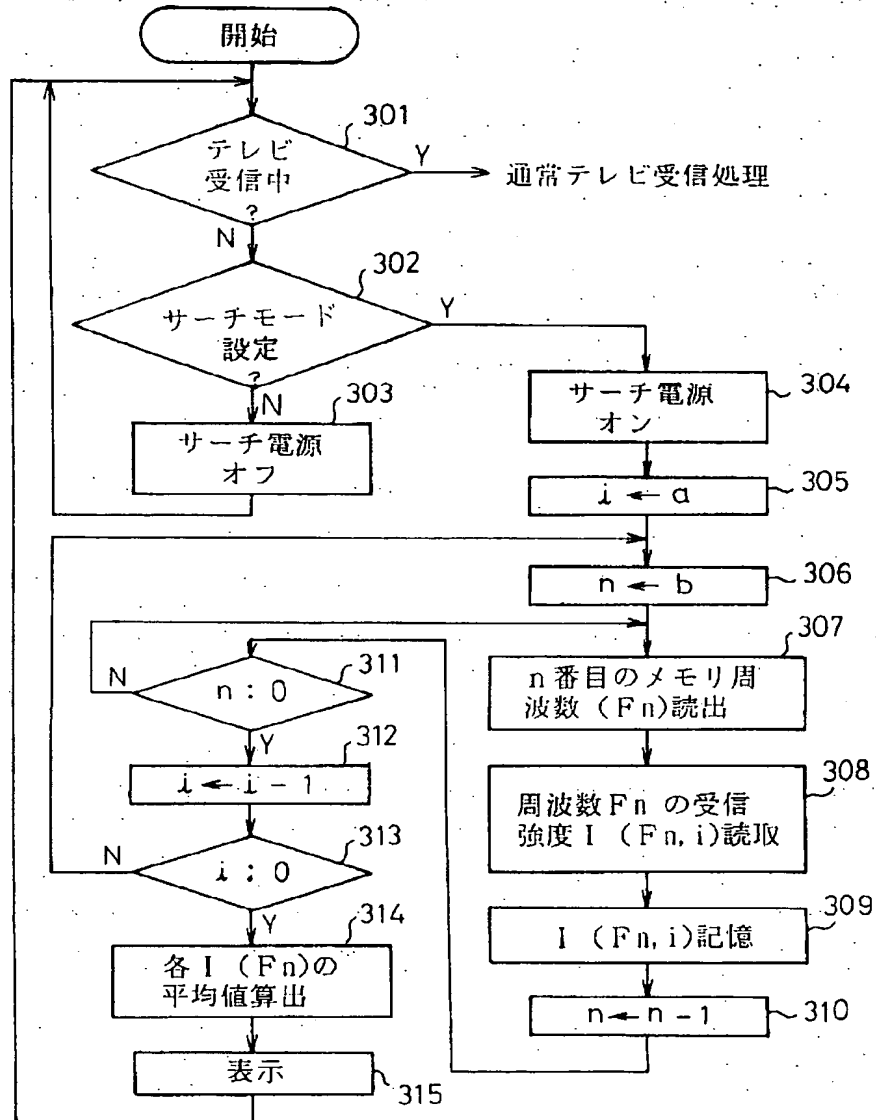 開始
301
テレビ
受信中
?
Y
通常テレビ受信処理
N
302
サーチモード
設定
?
Y
N
303
サーチ電源
オフ
304
サーチ電源
オン
305
i ← a
306
n ← b
307
n番目のメモリ周
波数 (Fn)読出
308
周波数Fn の受信
強度 I (Fn, i)読取
309
I (Fn, i)記憶
310
n ← n - 1
311
n : 0
N
Y
312
i ← i - 1
313
i : 0
N
Y
314
各 I (Fn)の
平均値算出
表示
315